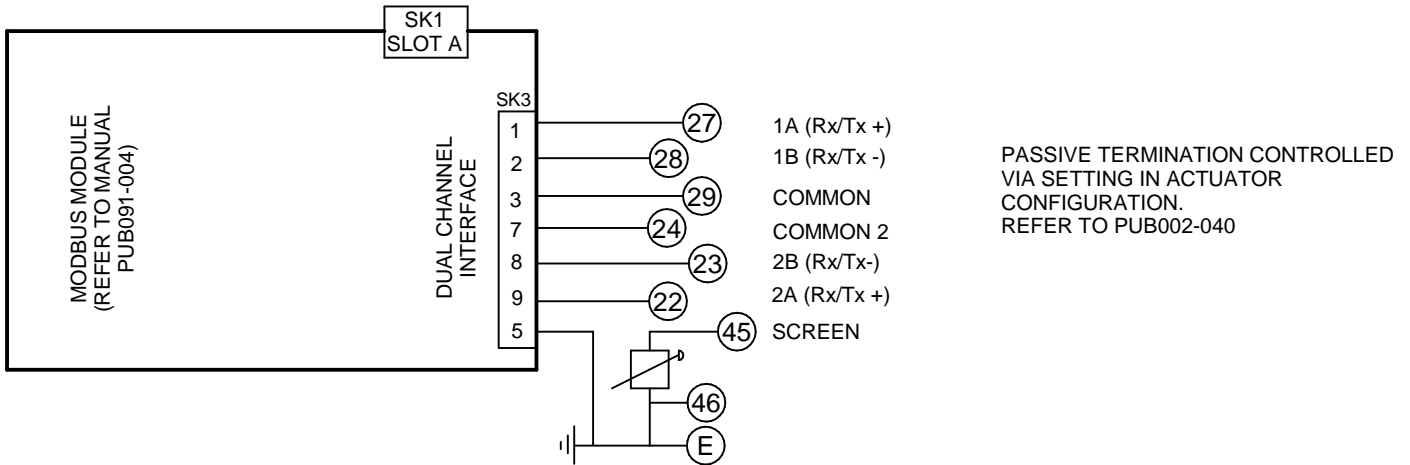 SK1
SLOT A
MODBUS MODULE
(REFER TO MANUAL
PUB091-004)
DUAL CHANNEL
INTERFACE
SK3
1
27
1A (Rx/Tx +)
2
28
1B (Rx/Tx -)
3
29
COMMON
7
24
COMMON 2
8
23
2B (Rx/Tx-)
9
22
2A (Rx/Tx +)
5
45
SCREEN
46
E
PASSIVE TERMINATION CONTROLLED
VIA SETTING IN ACTUATOR
CONFIGURATION.
REFER TO PUB002-040